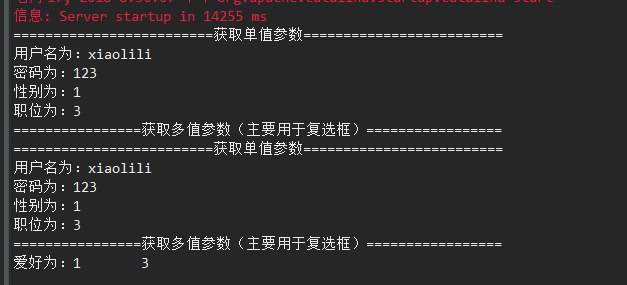 信息: Server startup in 14255 ms
=========================获取单值参数=========================
用户名为：xiaolili
密码为：123
性别为：1
职位为：3
================获取多值参数（主要用于复选框）=================
=========================获取单值参数=========================
用户名为：xiaolili
密码为：123
性别为：1
职位为：3
================获取多值参数（主要用于复选框）=================
爱好为：1	3